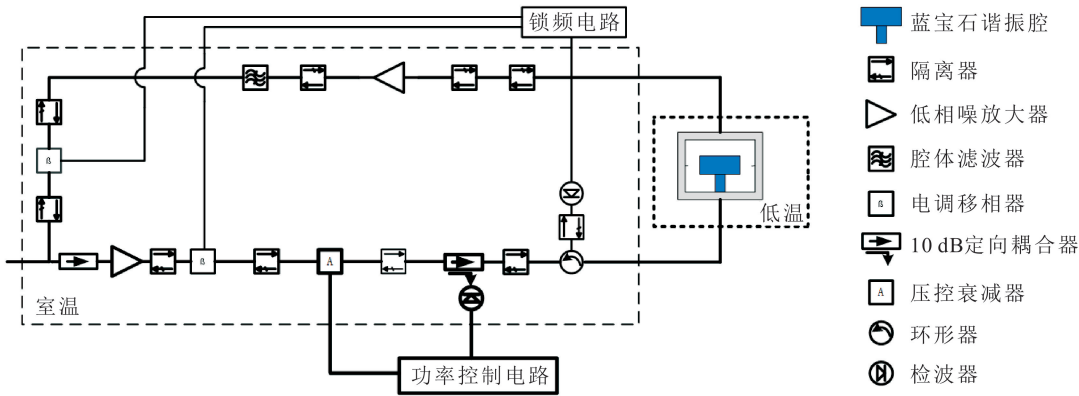 锁频电路
蓝宝石谐振腔
隔离器
低相噪放大器
腔体滤波器
ß
电调移相器
ß
低温
10 dB定向耦合器
ß
A
A
压控衰减器
室温
环形器
功率控制电路
检波器